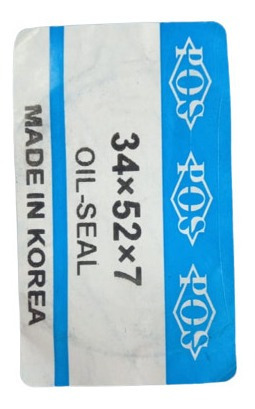 POS POS POS
34×52×7
OIL-SEAL
MADE IN KOREA